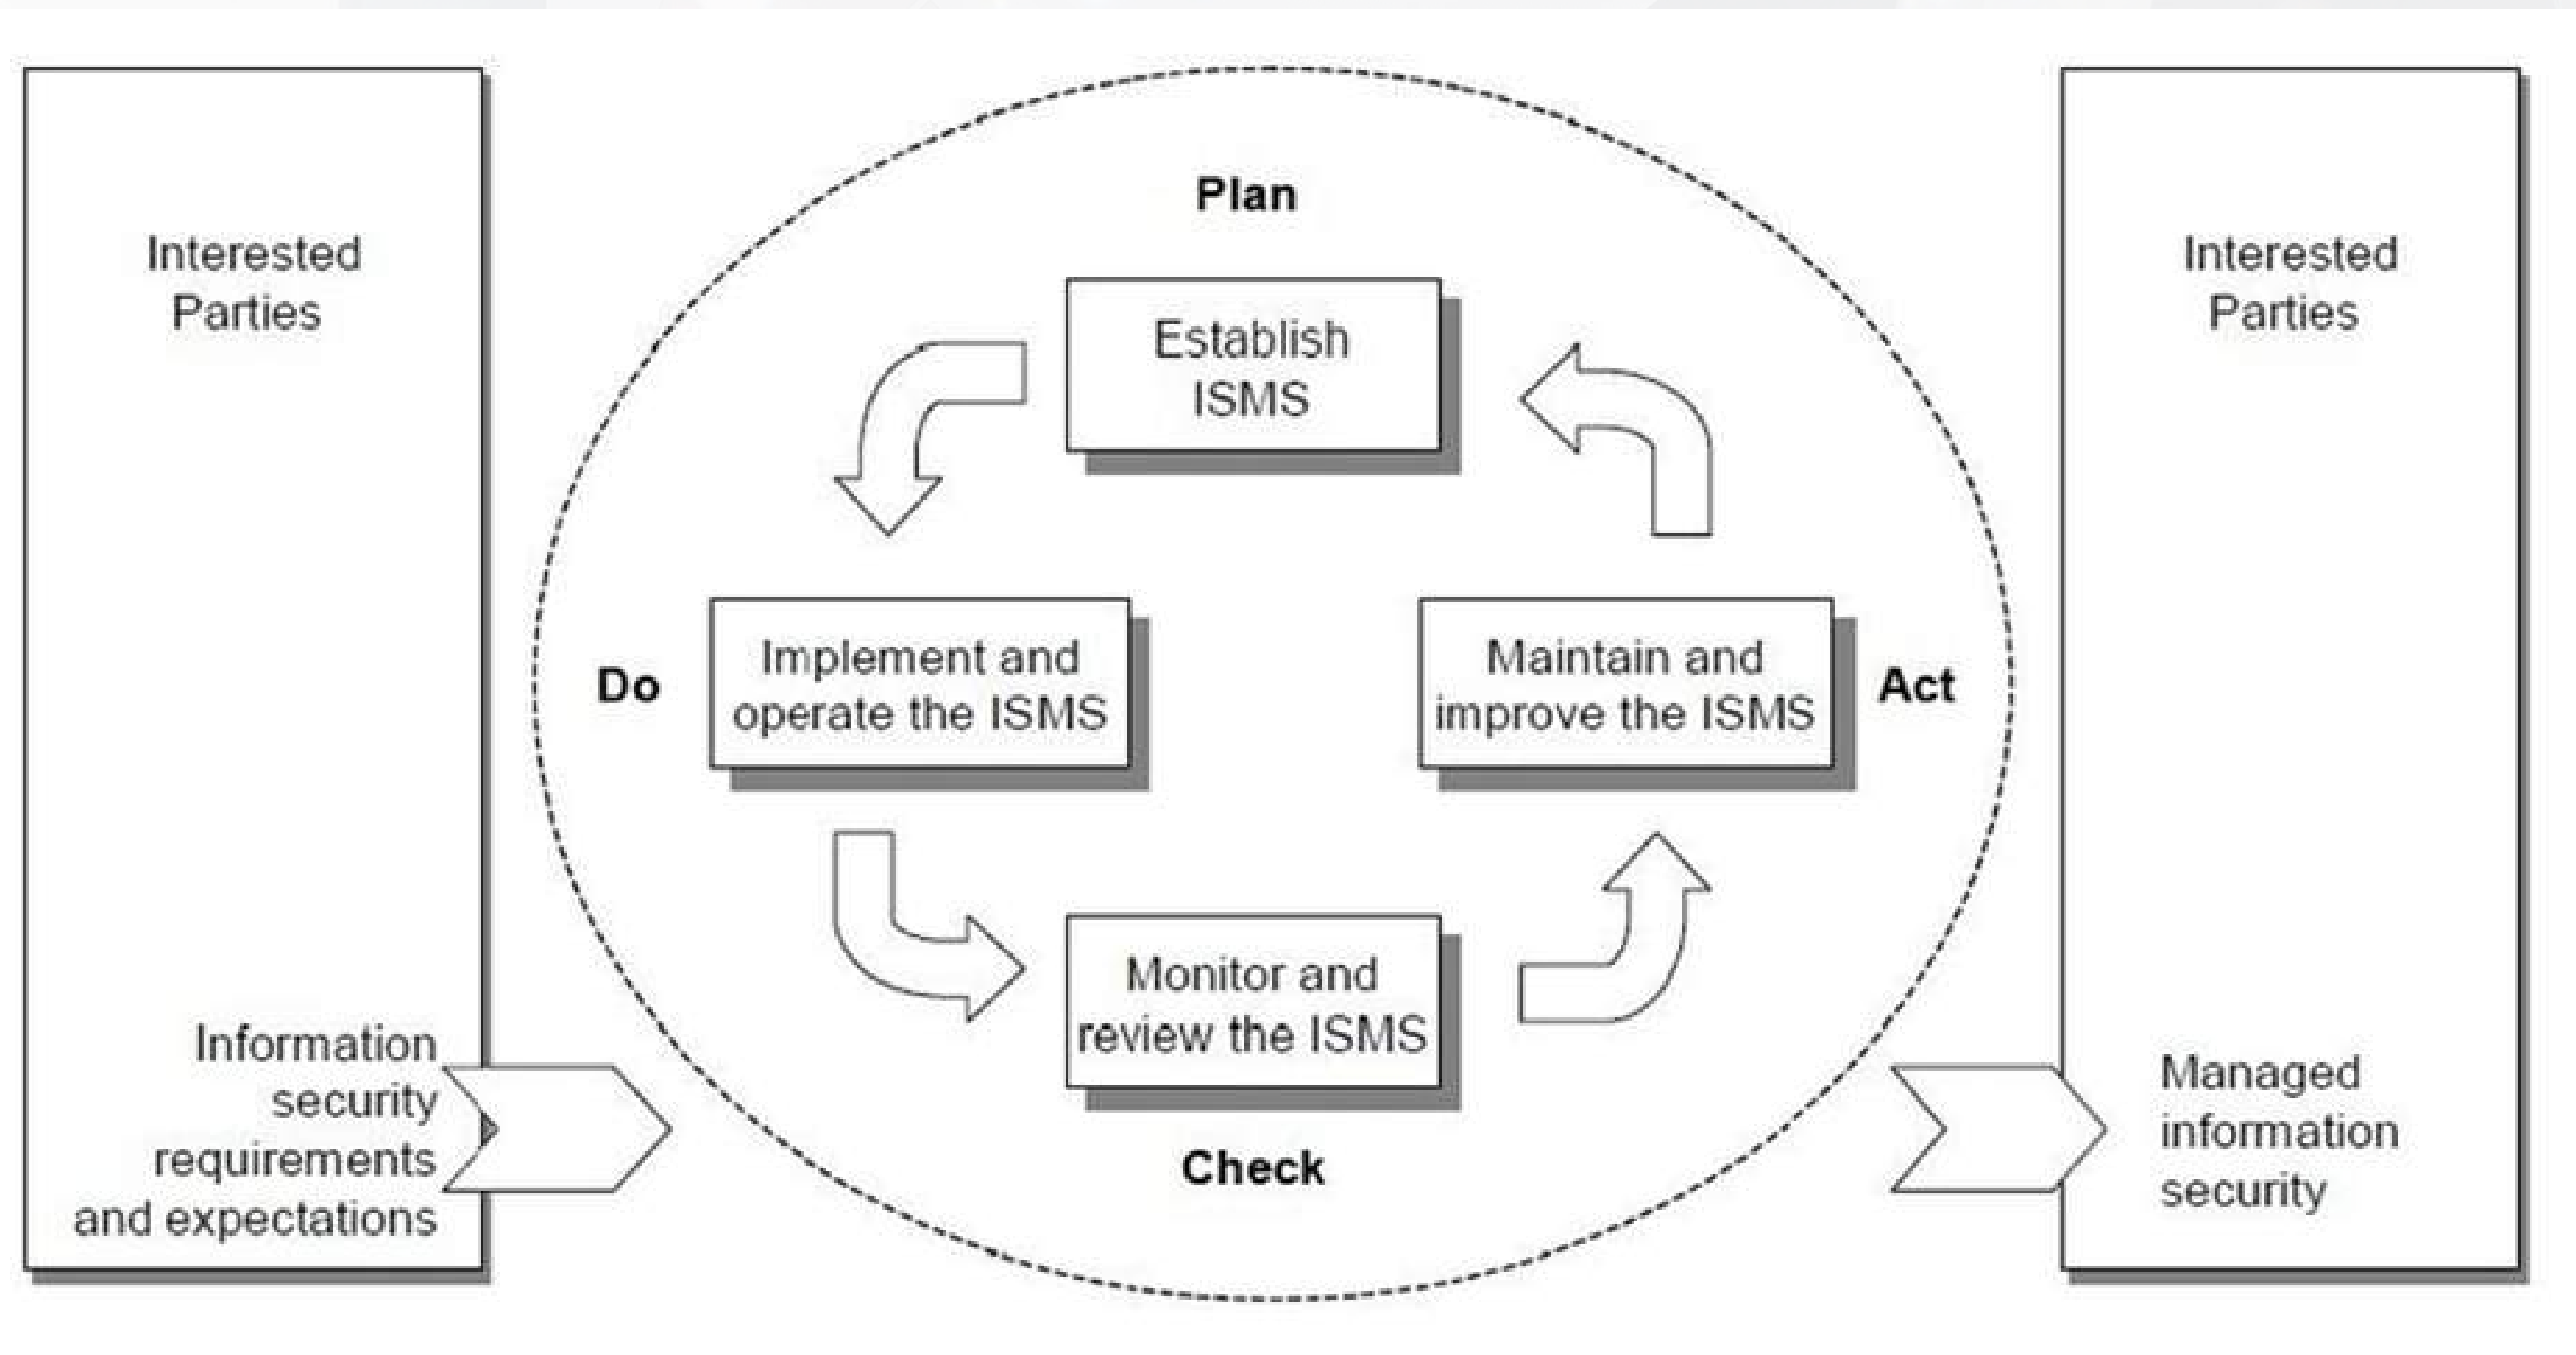 Interested
Parties
Information
security
requirements
and expectations
Plan
Establish
ISMS
Do
Implement and
operate the ISMS
Maintain and
improve the ISMS
Act
Monitor and
review the ISMS
Check
Interested
Parties
Managed
information
security